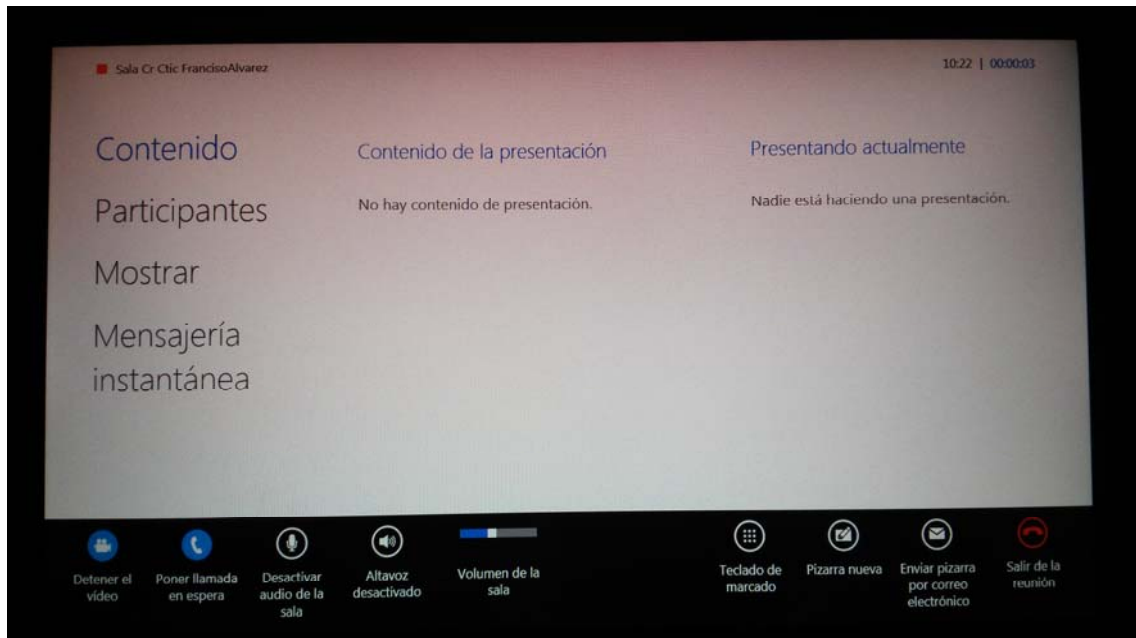 Sala Cr Ctic FrancisoAlvarez
10:22 | 00:00:03
Contenido
Participantes
Mostrar
Mensajería
instantánea
Contenido de la presentación
No hay contenido de presentación.
Presentando actualmente
Nadie está haciendo una presentación.
Detener el
vídeo
Poner llamada
en espera
Desactivar
audio de la
sala
Altavoz
desactivado
Volumen de la
sala
Teclado de
marcado
Pizarra nueva
Enviar pizarra
por correo
electrónico
Salir de la
reunión